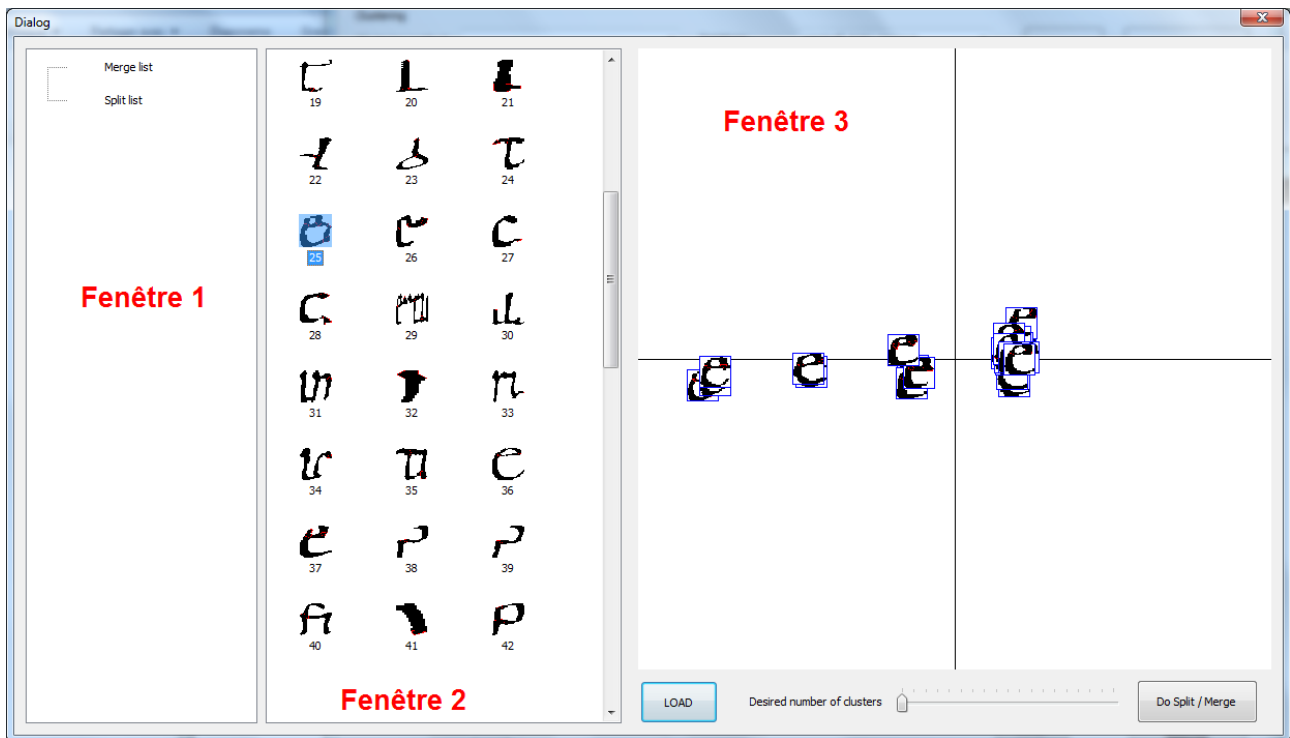 Dialog
Clustering
Merge list
Split list
Fenêtre 1
19 20 21
22 23 24
25 26 27
28 29 30
31 32 33
34 35 36
37 38 39
40 41 42
Fenêtre 2
Fenêtre 3
LOAD
Desired number of clusters
Do Split / Merge